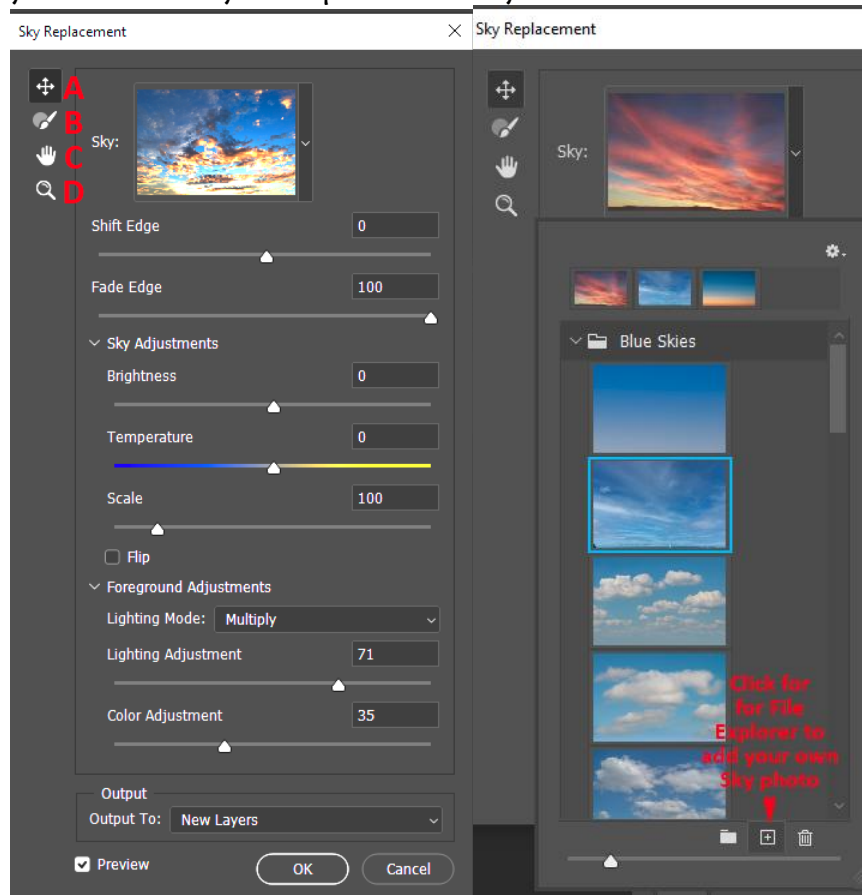 Sky Replacement
A
B
C
D
Sky:
Shift Edge 0
Fade Edge 100
Sky Adjustments
Brightness 0
Temperature 0
Scale 100
Flip
Foreground Adjustments
Lighting Mode: Multiply
Lighting Adjustment 71
Color Adjustment 35
Output
Output To: New Layers
Preview OK Cancel
Sky Replacement
Sky:
Blue Skies
Click for
for File
Explorer to
add your own
Sky photo